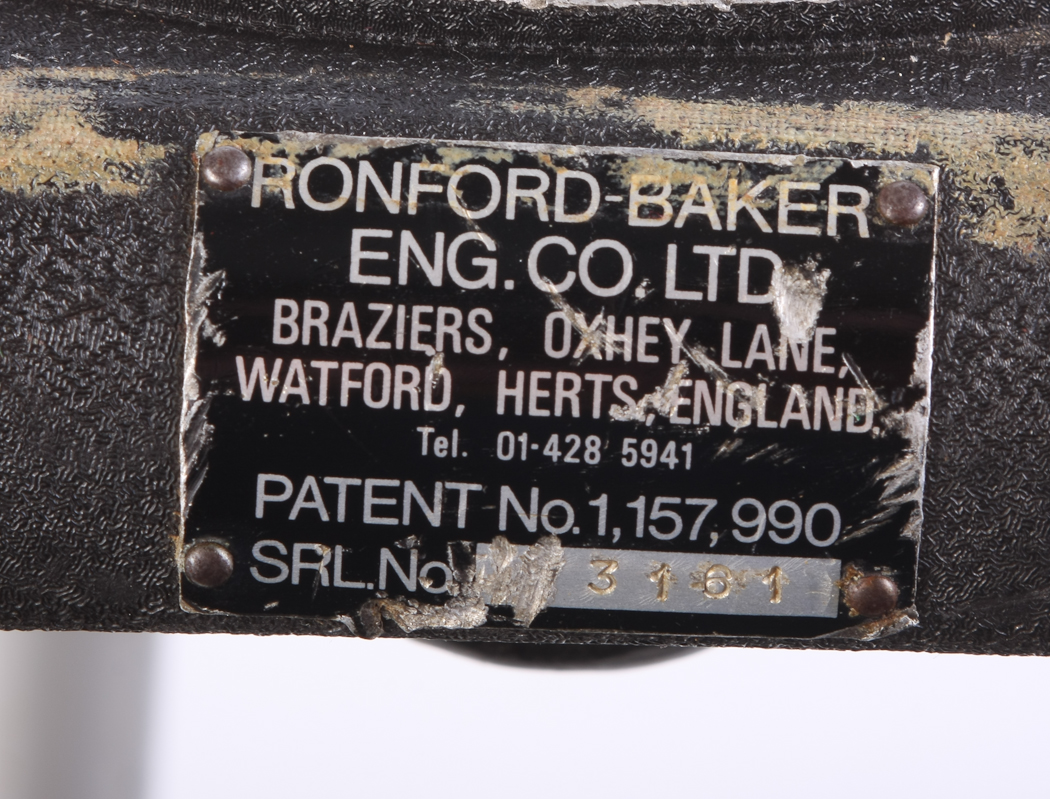 RONFORD-BAKER
ENG. CO. LTD
BRAZIERS, OXHEY LANE,
WATFORD, HERTS, ENGLAND.
Tel. 01-428 5941
PATENT No. 1,157,990
SRL. No. 3161